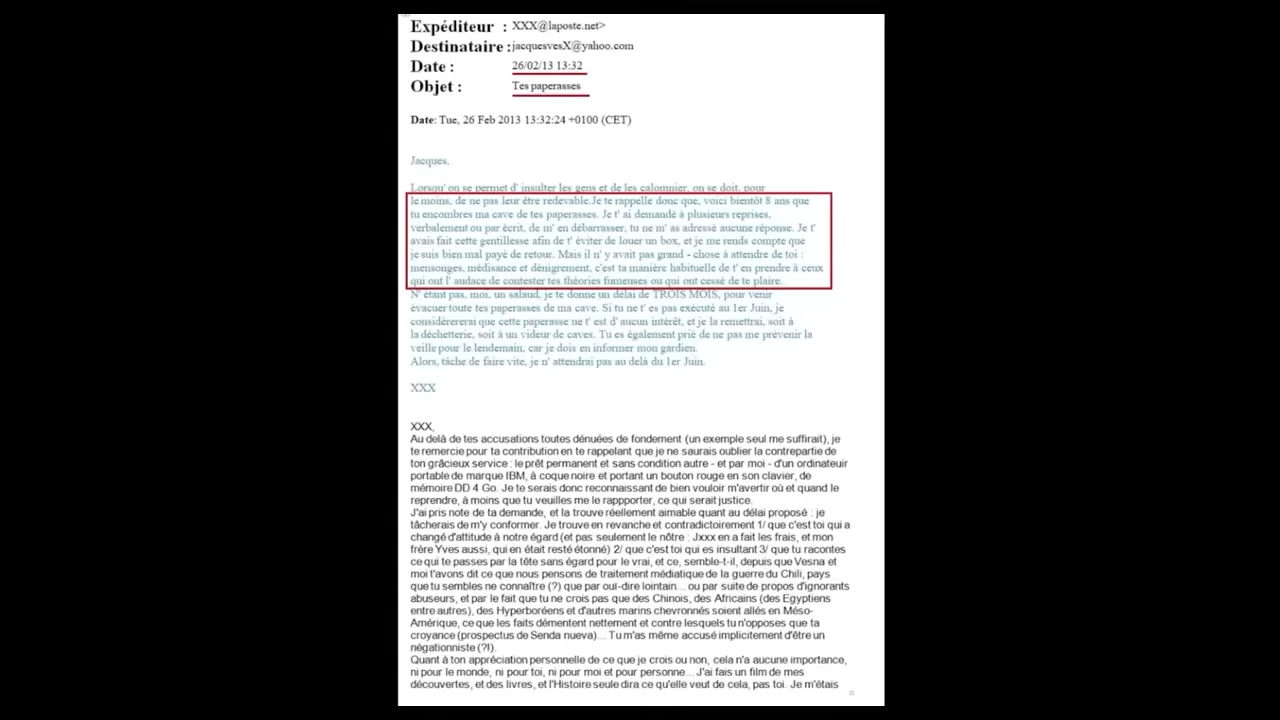 Expéditeur : XXX@laposte.net>
Destinataire :jacquesvesX@yahoo.com
Date : 26/02/13 13:32
Objet : Tes paperasses
Date: Tue, 26 Feb 2013 13:32:24 +0100 (CET)
Jacques,
Lorsqu' on se permet d' insulter les gens et de les calomnier, on se doit, pour
le moins, de ne pas leur être redevable.Je te rappelle donc que, voici bientôt 8 ans que
tu encombres ma cave de tes paperasses. Je t' ai demandé à plusieurs reprises,
verbalement ou par écrit, de m' en débarrasser, tu ne m' as adressé aucune réponse. Je t'
avais fait cette gentillesse afin de t' éviter de louer un box, et je me rends compte que
je suis bien mal payé de retour. Mais il n' y avait pas grand - chose à attendre de toi :
mensonges, médisance et dénigrement, c'est ta manière habituelle de t' en prendre à ceux
qui ont l' audace de contester tes théories fumeuses ou qui ont cessé de te plaire.
N' étant pas, moi, un salaud, je te donne un délai de TROIS MOIS, pour venir
évacuer toute tes paperasses de ma cave. Si tu ne t' es pas exécuté au 1er Juin, je
considérererai que cette paperasse ne t' est d' aucun intérêt, et je la remettrai, soit à
la déchetterie, soit à un videur de caves. Tu es également prié de ne pas me prévenir la
veille pour le lendemain, car je dois en informer mon gardien.
Alors, tâche de faire vite, je n' attendrai pas au delà du 1er Juin.
XXX
XXX,
Au delà de tes accusations toutes dénuées de fondement (un exemple seul me suffirait), je
te remercie pour ta contribution en te rappelant que je ne saurais oublier la contrepartie de
ton grâcieux service : le prêt permanent et sans condition autre - et par moi - d'un ordinateur
portable de marque IBM, à coque noire et portant un bouton rouge en son clavier, de
mémoire DD 4 Go. Je te serais donc reconnaissant de bien vouloir m'avertir où et quand le
reprendre, à moins que tu veuilles me le rappporter, ce qui serait justice.
J'ai pris note de ta demande, et la trouve réellement aimable quant au délai proposé : je
tâcherais de m'y conformer. Je trouve en revanche et contradictoirement 1/ que c'est toi qui a
changé d'attitude à notre égard (et pas seulement le nôtre : Jxxx en a fait les frais, et mon
frère Yves aussi, qui en était resté étonné) 2/ que c'est toi qui es insultant 3/ que tu racontes
ce qui te passes par la tête sans égard pour le vrai, et ce, semble-t-il, depuis que Vesna et
moi t'avons dit ce que nous pensons de traitement médiatique de la guerre du Chili, pays
que tu sembles ne connaître (?) que par ouï-dire lointain... ou par suite de propos d'ignorants
abuseurs, et par le fait que tu ne crois pas que des Chinois, des Africains (des Egyptiens
entre autres), des Hyperboréens et d'autres marins chevronnés soient allés en Méso-
Amérique, ce que les faits démentent nettement et contre lesquels tu n'opposes que ta
croyance (prospectus de Senda nueva)... Tu m'as même accusé implicitement d'être un
négationniste (?!).
Quant à ton appréciation personnelle de ce que je crois ou non, cela n'a aucune importance,
ni pour le monde, ni pour toi, ni pour moi et pour personne... J'ai fais un film de mes
découvertes, et des livres, et l'Histoire seule dira ce qu'elle veut de cela, pas toi. Je m'étais